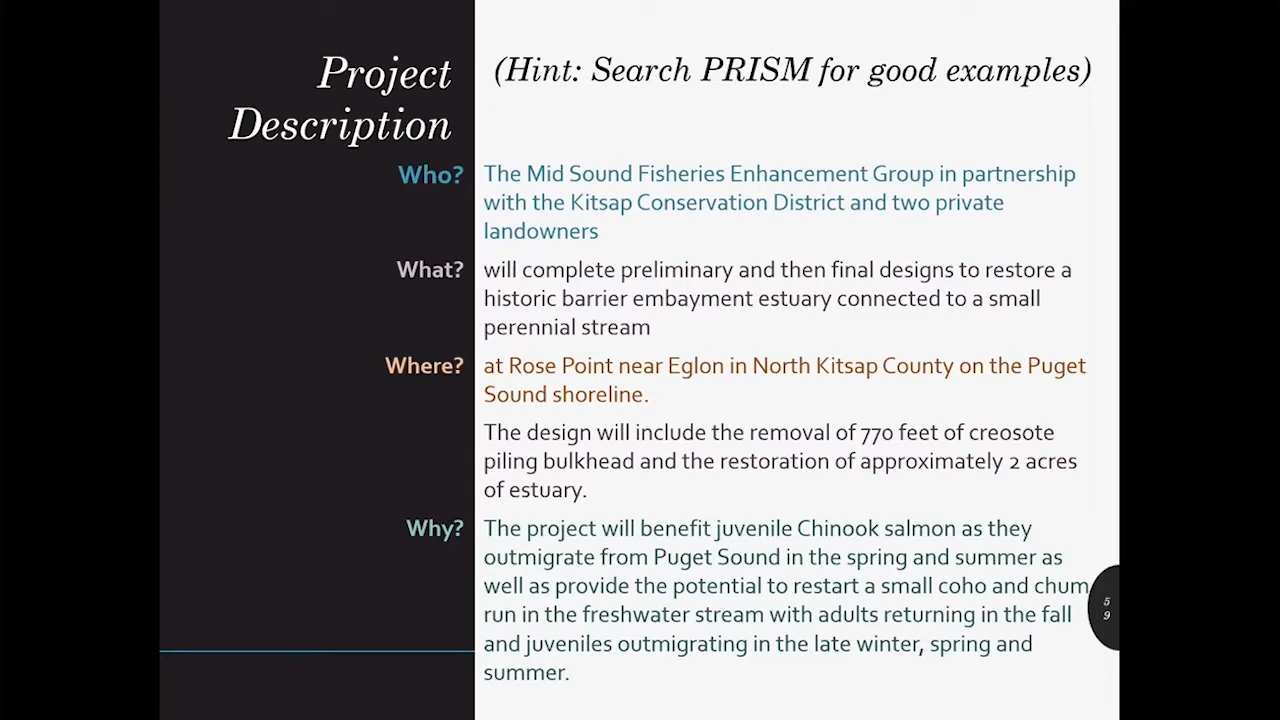 Project
Description
(Hint: Search PRISM for good examples)
Who?
The Mid Sound Fisheries Enhancement Group in partnership
with the Kitsap Conservation District and two private
landowners
What?
will complete preliminary and then final designs to restore a
historic barrier embayment estuary connected to a small
perennial stream
Where?
at Rose Point near Eglon in North Kitsap County on the Puget
Sound shoreline.
The design will include the removal of 770 feet of creosote
piling bulkhead and the restoration of approximately 2 acres
of estuary.
Why?
The project will benefit juvenile Chinook salmon as they
outmigrate from Puget Sound in the spring and summer as
well as provide the potential to restart a small coho and chum
run in the freshwater stream with adults returning in the fall
and juveniles outmigrating in the late winter, spring and
summer.
5
9